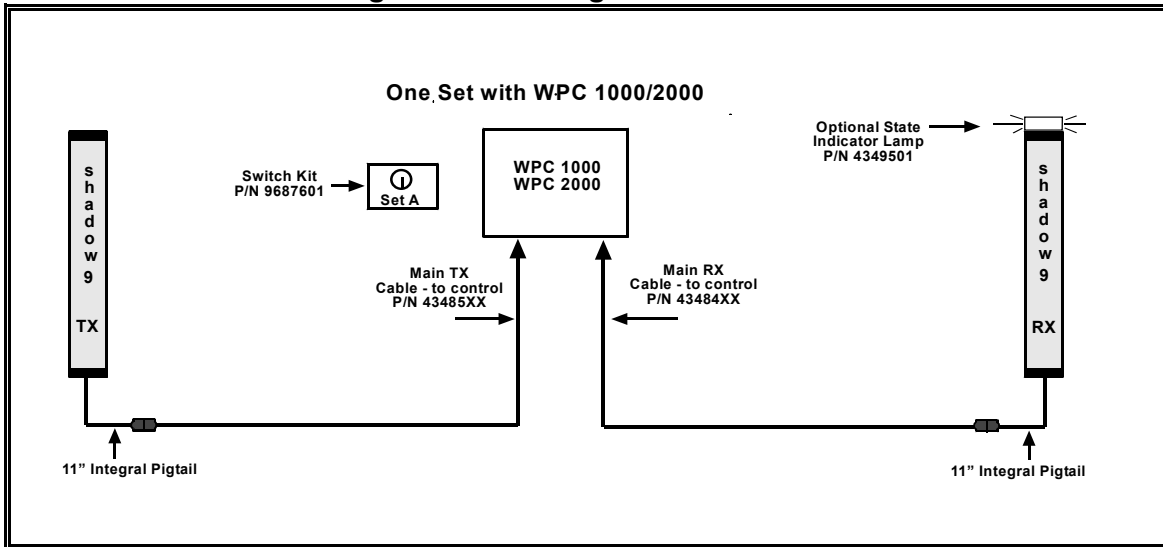 One Set with WPC 1000/2000
Optional State
Indicator Lamp
P/N 4349501
Switch Kit
P/N 9687601
Set A
WPC 1000
WPC 2000
shadow 9
TX
shadow 9
RX
Main TX
Cable - to control
P/N 43485XX
Main RX
Cable - to control
P/N 43484XX
11” Integral Pigtail
11” Integral Pigtail